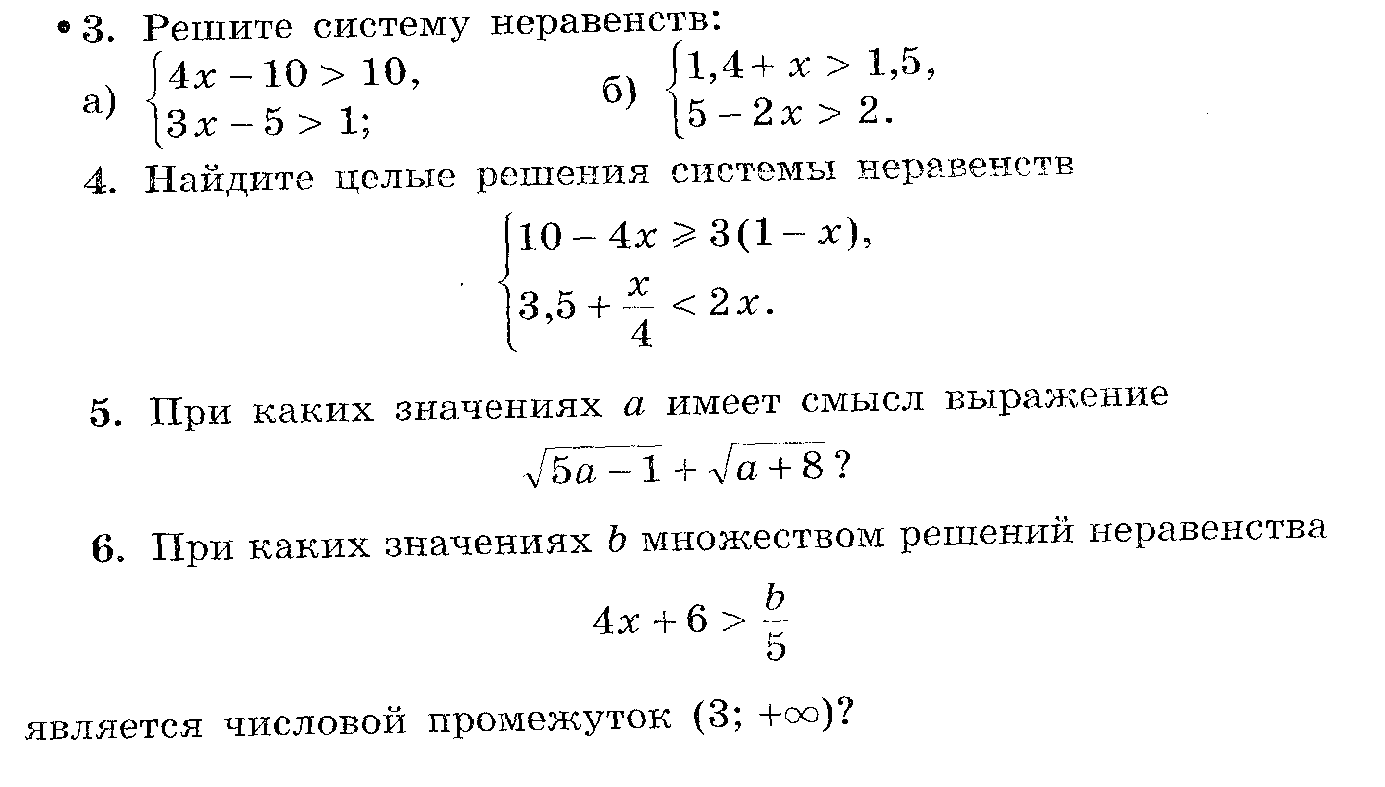 • 3. Решите систему неравенств:
а) {4x − 10 > 10, 3x − 5 > 1; б) {1,4 + x > 1,5, 5 − 2x > 2.
4. Найдите целые решения системы неравенств
{10 − 4x ⩾ 3(1 − x),
3,5 + x/4 < 2x.
5. При каких значениях a имеет смысл выражение
√(5a − 1) + √(a + 8) ?
6. При каких значениях b множеством решений неравенства
4x + 6 > b/5
является числовой промежуток (3; +∞)?